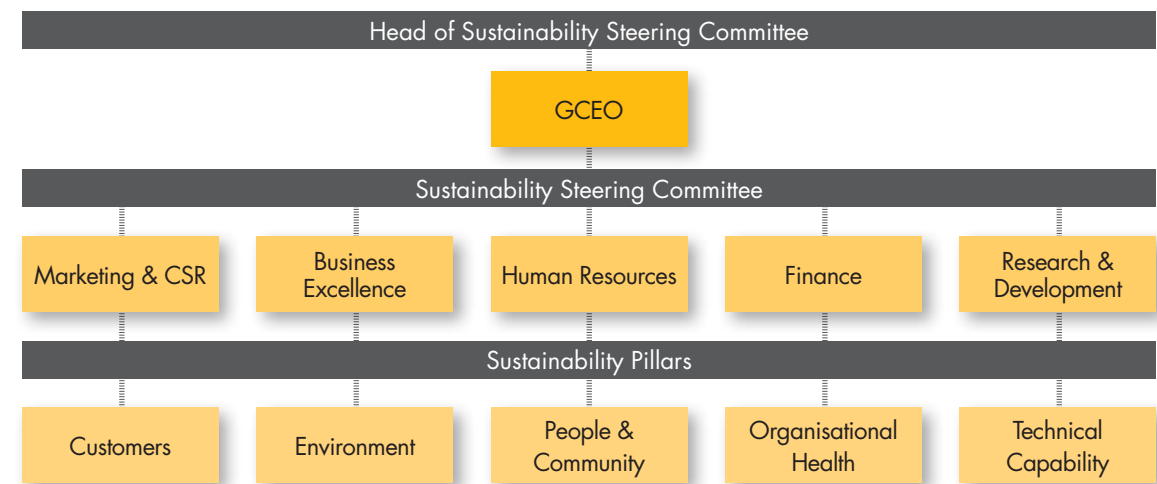 Head of Sustainability Steering Committee
GCEO
Sustainability Steering Committee
Marketing & CSR
Business
Excellence
Human Resources
Finance
Research &
Development
Sustainability Pillars
Customers
Environment
People &
Community
Organisational
Health
Technical
Capability